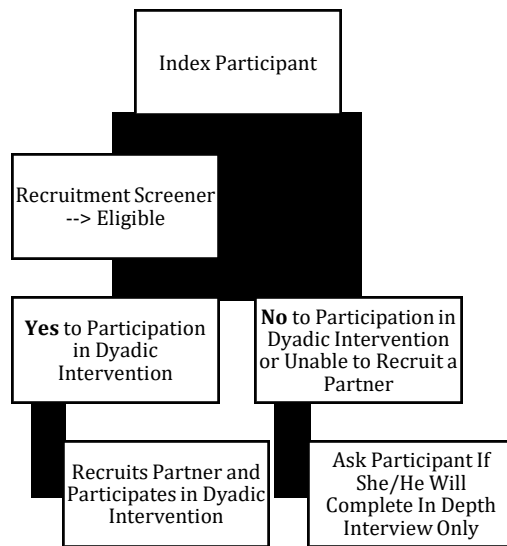 Index Participant
Recruitment Screener
--> Eligible
Yes to Participation
in Dyadic
Intervention
No to Participation in
Dyadic Intervention
or Unable to Recruit a
Partner
Recruits Partner and
Participates in Dyadic
Intervention
Ask Participant If
She/He Will
Complete In Depth
Interview Only